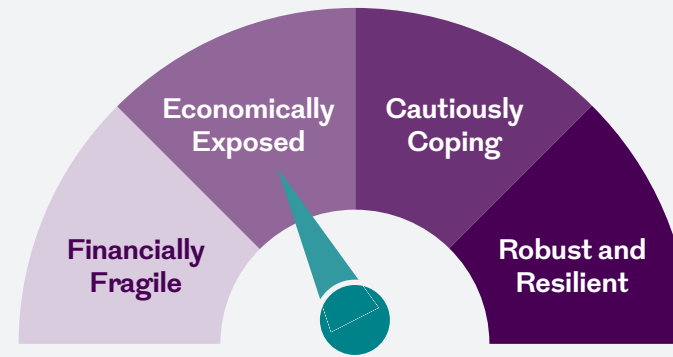 Economically
Exposed
Cautiously
Coping
Financially
Fragile
Robust and
Resilient